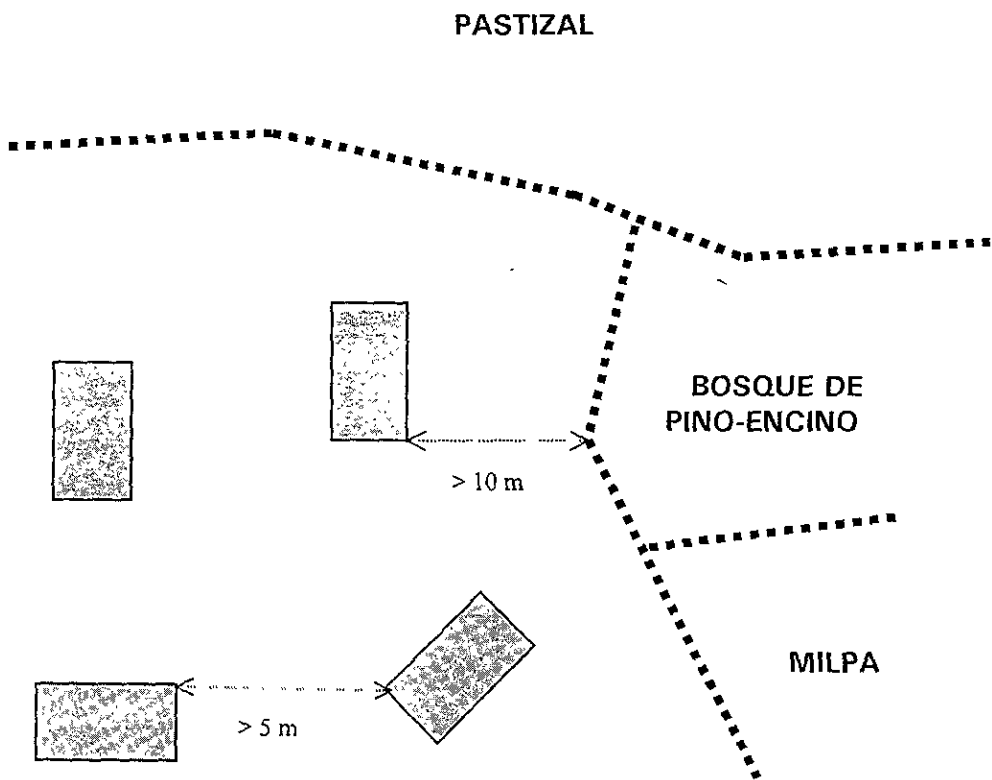 PASTIZAL
BOSQUE DE
PINO-ENCINO
> 10 m
MILPA
> 5 m